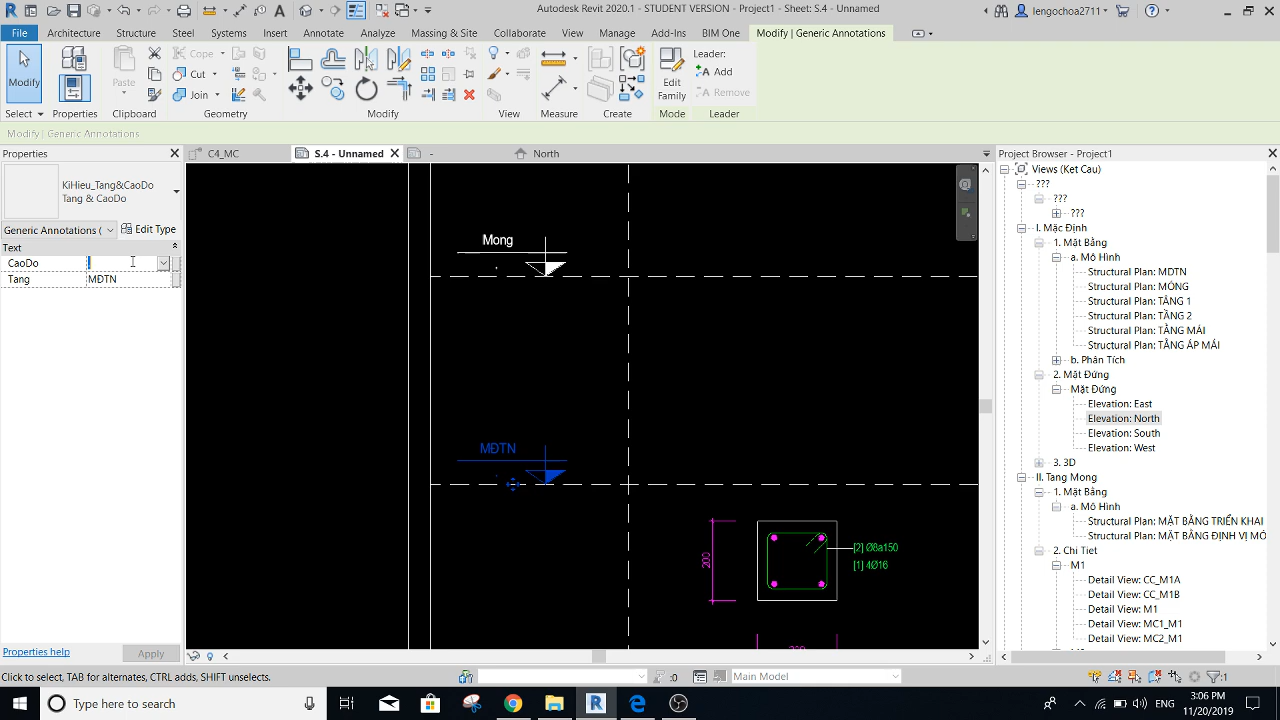 Autodesk Revit 2020.1 - STUDENT VERSION - Project1 - Sheet: S.4 - Unnamed
lengochoa2711
File Architecture Structure Steel Systems Insert Annotate Analyze Massing & Site Collaborate View Manage Add-Ins BIM One Modify | Generic Annotations
Modify
Paste
Cope
Cut
Join
Edit
Family
Leader:
Add
Remove
Select Properties Clipboard Geometry Modify View Measure Create Mode Leader
Modify | Generic Annotations
Properties
C4_MC
S.4 - Unnamed
-
North
Project Browser - Project1
KiHieu_Tang&CaoDo
Tang & CaoDo
Generic Annotations (
Edit Type
Text
CaoDo
Tang MĐTN
Properties help
Apply
Mong
MĐTN
200
[2] Ø8a150
[1] 4Ø16
Views (Ket Cau)
???
???
???
I. Mặc Định
1. Mặt Bằng
a. Mô Hình
Structural Plan: MĐTN
Structural Plan: MÓNG
Structural Plan: TẦNG 1
Structural Plan: TẦNG 2
Structural Plan: TẦNG MÁI
Structural Plan: TẦNG ÁP MÁI
b. Phân Tích
2. Mặt Đứng
Mặt Đứng
Elevation: East
Elevation: North
Elevation: South
Elevation: West
3. 3D
II. Tang Mong
1. Mặt Bằng
a. Mô Hình
Structural Plan: MẶT BẰNG TRIỂN KHAI
Structural Plan: MẶT BẰNG ĐỊNH VỊ MÓ
2. Chi Tiet
M1
Detail View: CC_M1A
Detail View: CC_M1B
Detail View: M1
Detail View: MC1_M1
Detail View: MC2_M1
Click to select, TAB for alternates, CTRL adds, SHIFT unselects.
:0
Main Model
:1
Type here to search
ENG
3:06 PM
11/20/2019